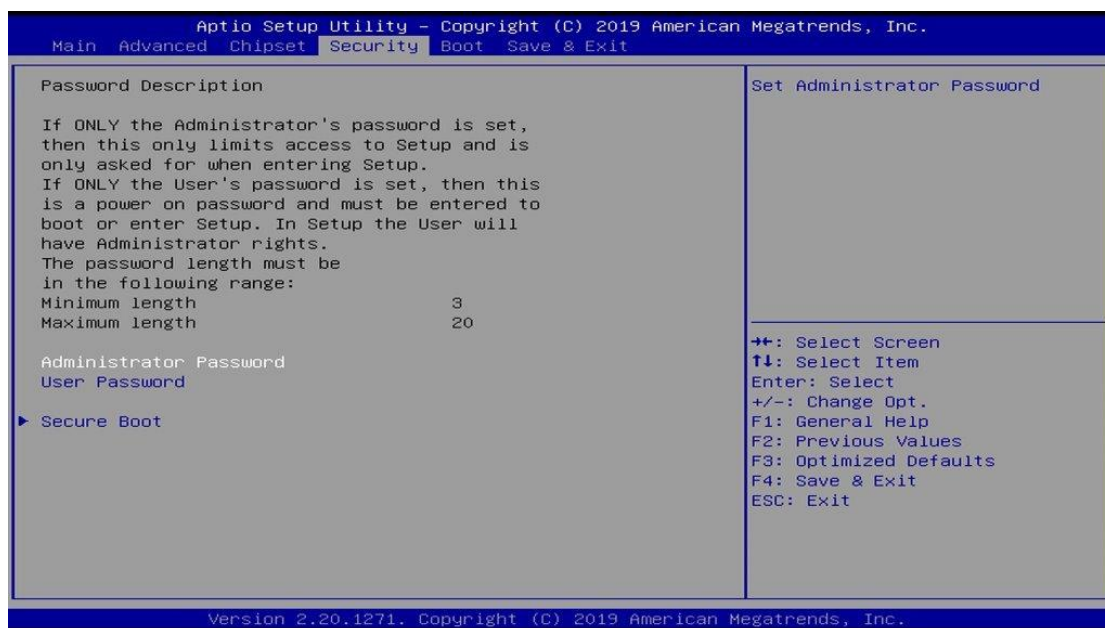 Aptio Setup Utility – Copyright (C) 2019 American Megatrends, Inc.
Main Advanced Chipset Security Boot Save & Exit
Password Description
If ONLY the Administrator's password is set,
then this only limits access to Setup and is
only asked for when entering Setup.
If ONLY the User's password is set, then this
is a power on password and must be entered to
boot or enter Setup. In Setup the User will
have Administrator rights.
The password length must be
in the following range:
Minimum length 3
Maximum length 20
Administrator Password
User Password
Secure Boot
Set Administrator Password
→←: Select Screen
↑↓: Select Item
Enter: Select
+/-: Change Opt.
F1: General Help
F2: Previous Values
F3: Optimized Defaults
F4: Save & Exit
ESC: Exit
Version 2.20.1271. Copyright (C) 2019 American Megatrends, Inc.